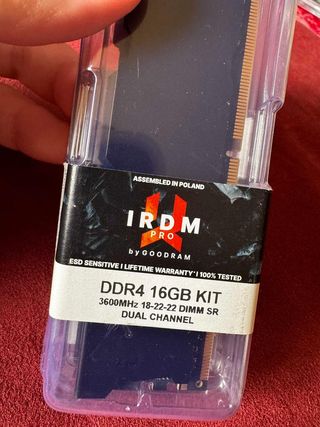 ASSEMBLED IN POLAND
IRDM
PRO
by GOODRAM
ESD SENSITIVE I LIFETIME WARRANTY* I 100% TESTED
DDR4 16GB KIT
3600MHz 18-22-22 DIMM SR
DUAL CHANNEL